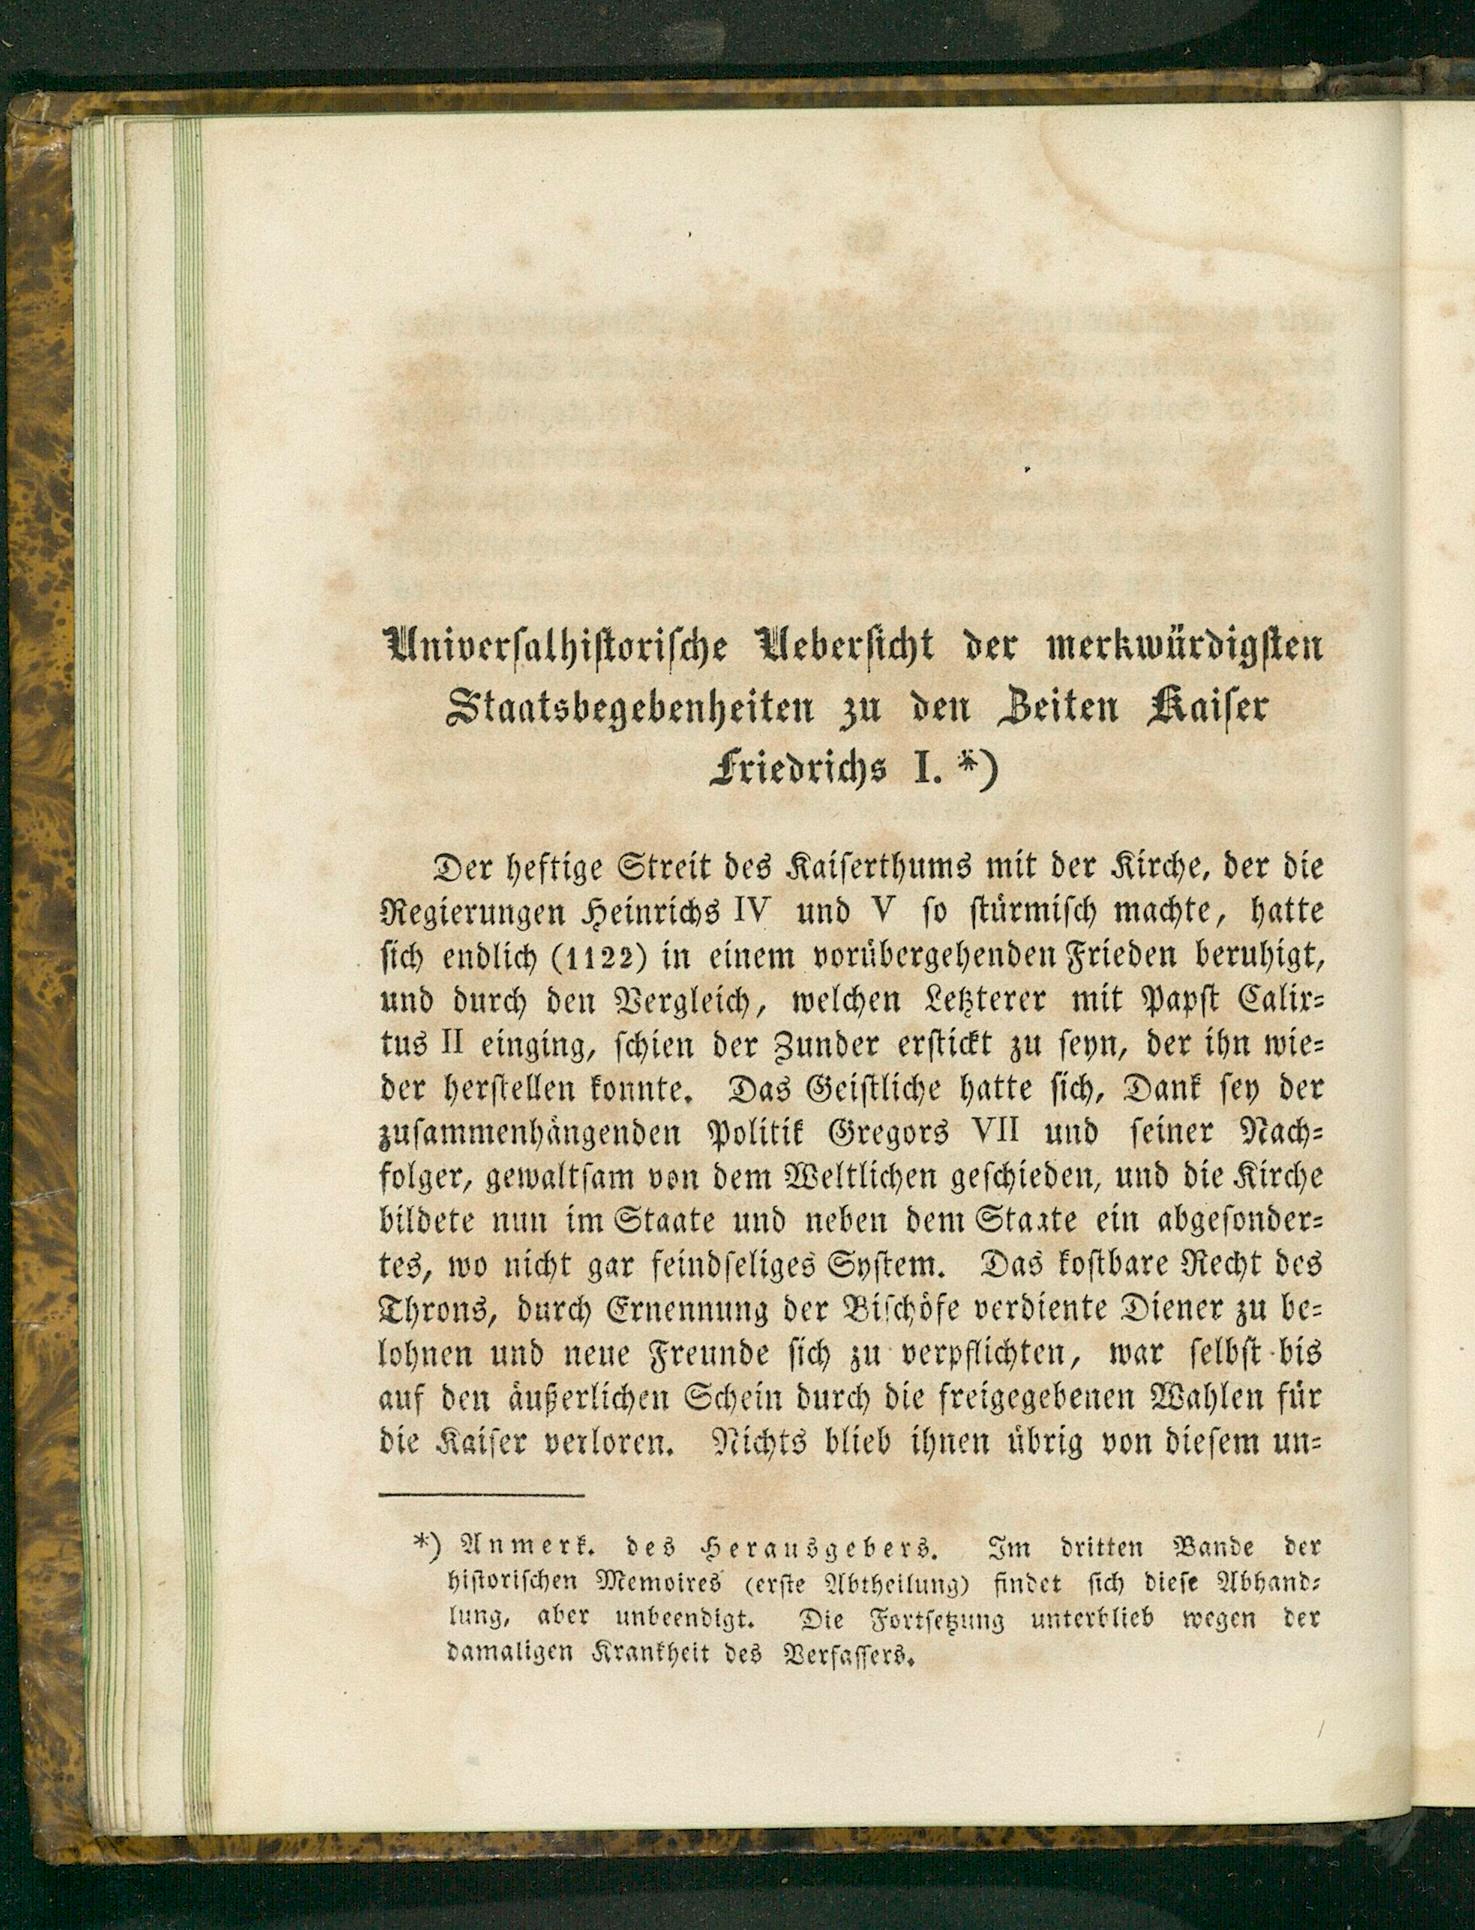 Universalhistorische Uebersicht der merkwürdigsten
Staatsbegebenheiten zu den Zeiten Kaiser
Friedrichs I. *)
Der heftige Streit des Kaiserthums mit der Kirche, der die
Regierungen Heinrichs IV und V so stürmisch machte, hatte
sich endlich (1122) in einem vorübergehenden Frieden beruhigt,
und durch den Vergleich, welchen Letzterer mit Papst Calix-
tus II einging, schien der Zunder erstickt zu seyn, der ihn wie-
der herstellen konnte. Das Geistliche hatte sich, Dank sey der
zusammenhängenden Politik Gregors VII und seiner Nach-
folger, gewaltsam von dem Weltlichen geschieden, und die Kirche
bildete nun im Staate und neben dem Staate ein abgesonder-
tes, wo nicht gar feindseliges System. Das kostbare Recht des
Throns, durch Ernennung der Bischöfe verdiente Diener zu be-
lohnen und neue Freunde sich zu verpflichten, war selbst bis
auf den äußerlichen Schein durch die freigegebenen Wahlen für
die Kaiser verloren. Nichts blieb ihnen übrig von diesem un-
*) Anmerk. des Herausgebers. Im dritten Bande der
historischen Memoires (erste Abtheilung) findet sich diese Abhand-
lung, aber unbeendigt. Die Fortsetzung unterblieb wegen der
damaligen Krankheit des Verfassers.